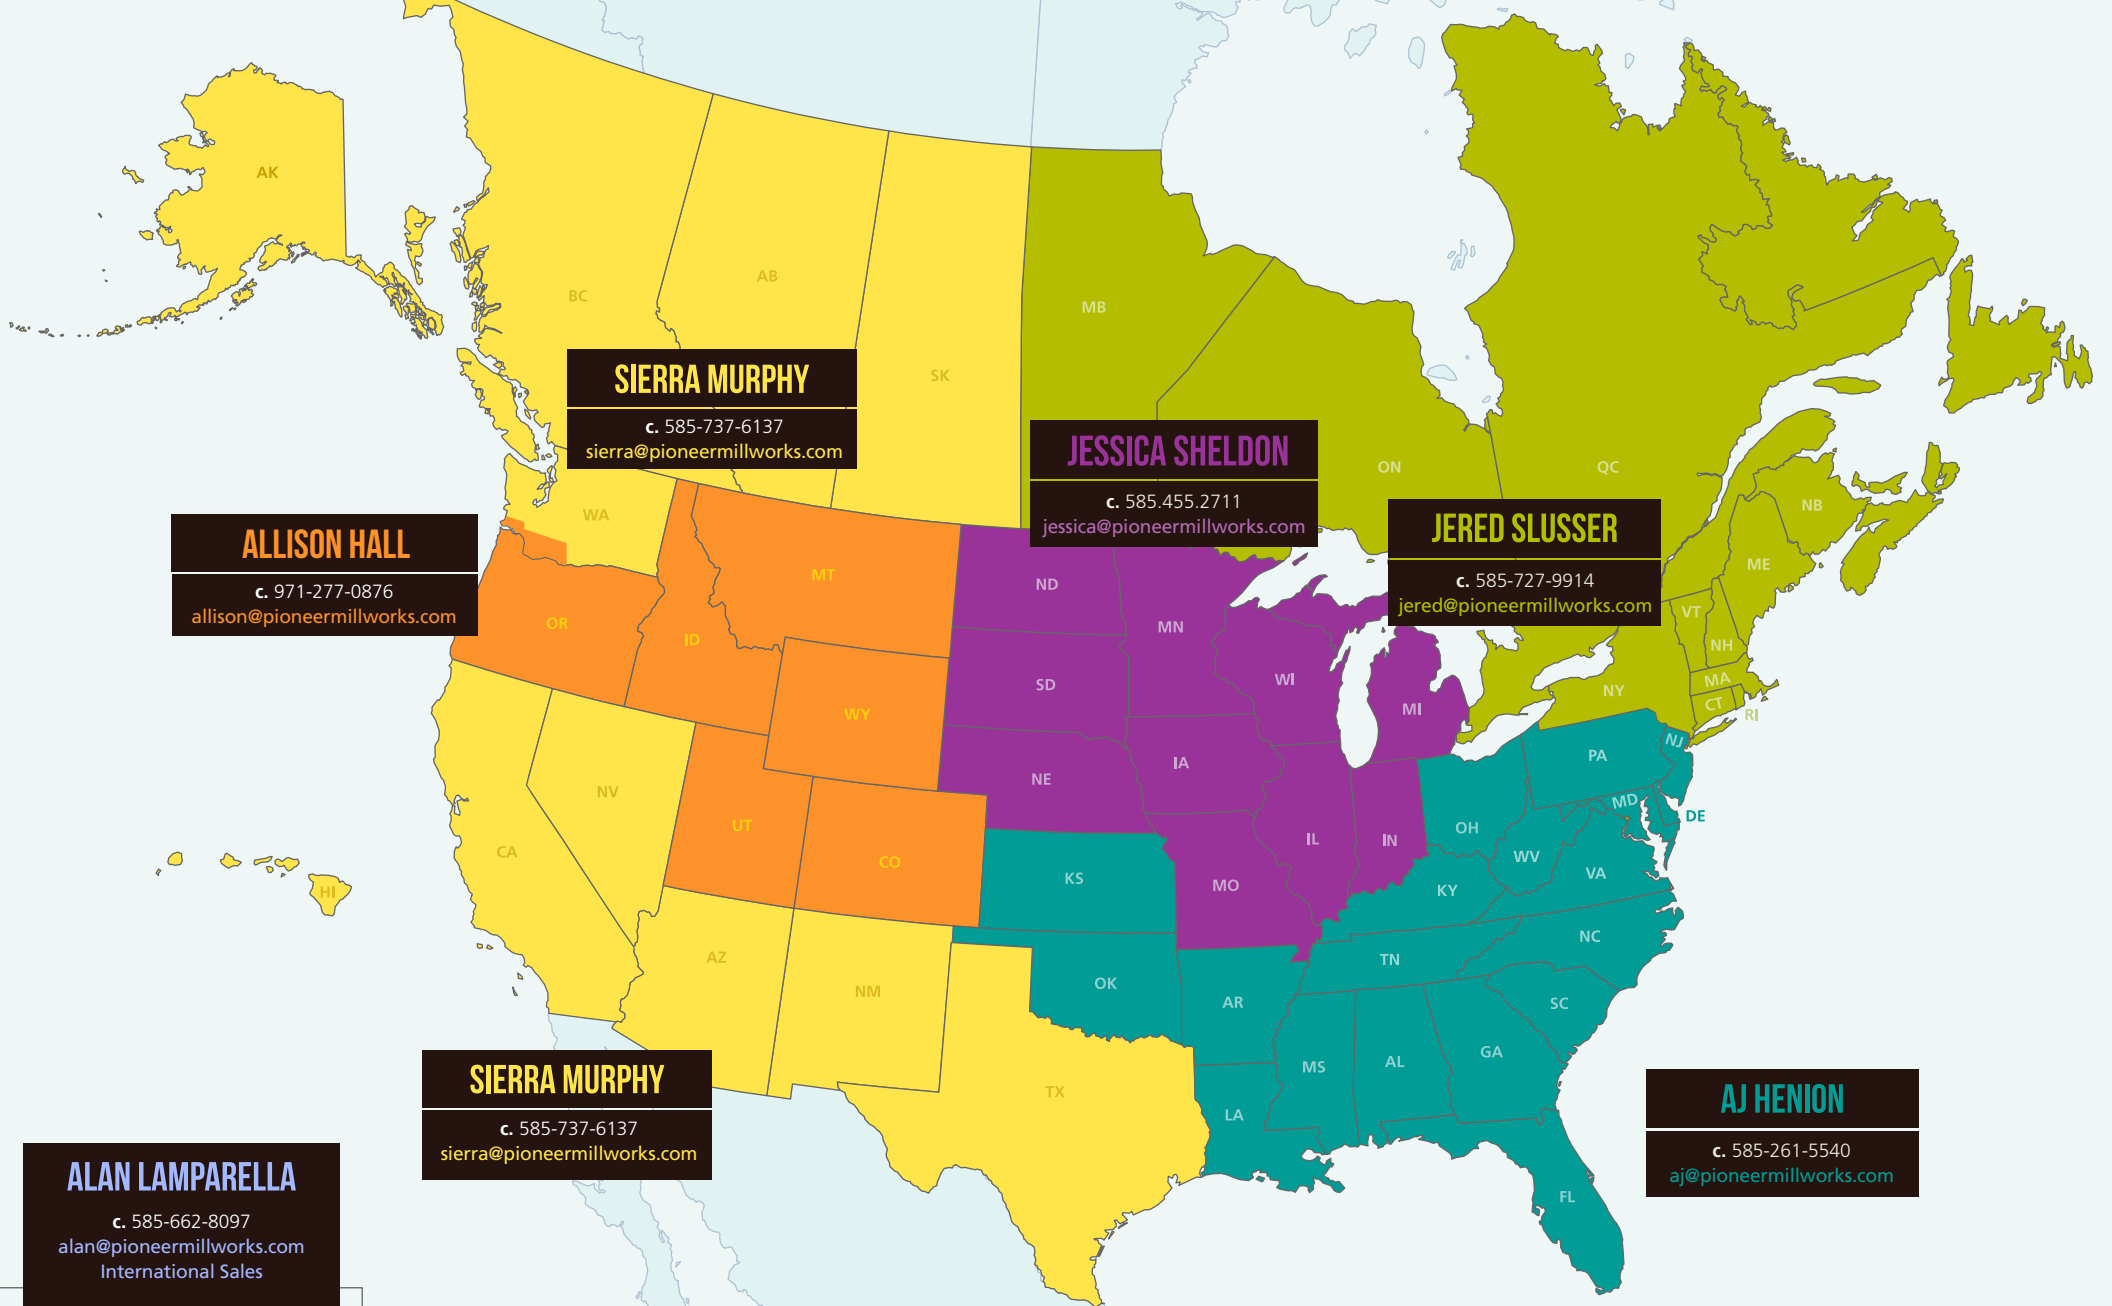 AK
BC
AB
SK
MB
ON
QC
NB
SIERRA MURPHY
c. 585-737-6137
sierra@pioneermillworks.com
JESSICA SHELDON
c. 585.455.2711
jessica@pioneermillworks.com
JERED SLUSSER
c. 585-727-9914
jered@pioneermillworks.com
ALLISON HALL
c. 971-277-0876
allison@pioneermillworks.com
WA
OR
ID
MT
WY
ND
MN
SD
WI
MI
NE
IA
ME
VT
NH
MA
CT
RI
NY
PA
NJ
MD
DE
CA
NV
UT
CO
KS
MO
IL
IN
OH
WV
VA
KY
HI
AZ
NM
OK
AR
TN
NC
SC
TX
LA
MS
AL
GA
FL
SIERRA MURPHY
c. 585-737-6137
sierra@pioneermillworks.com
AJ HENION
c. 585-261-5540
aj@pioneermillworks.com
ALAN LAMPARELLA
c. 585-662-8097
alan@pioneermillworks.com
International Sales